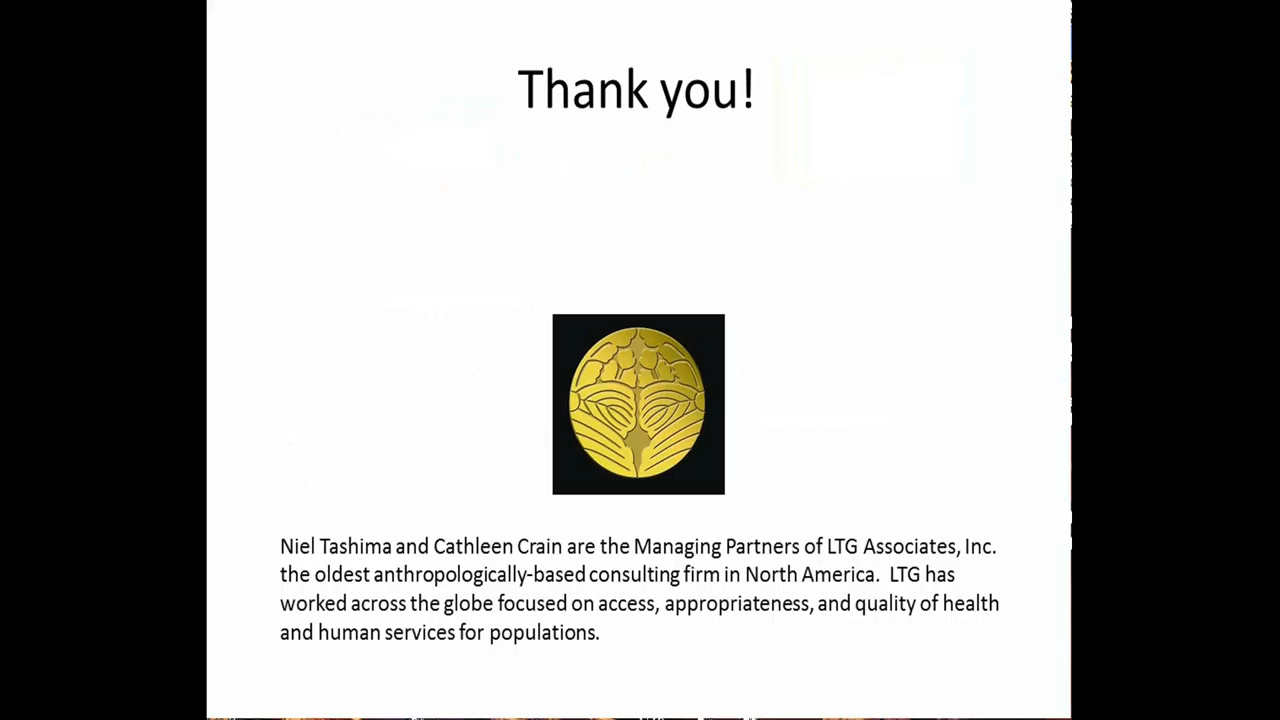 Thank you!
Niel Tashima and Cathleen Crain are the Managing Partners of LTG Associates, Inc.
the oldest anthropologically-based consulting firm in North America.  LTG has
worked across the globe focused on access, appropriateness, and quality of health
and human services for populations.